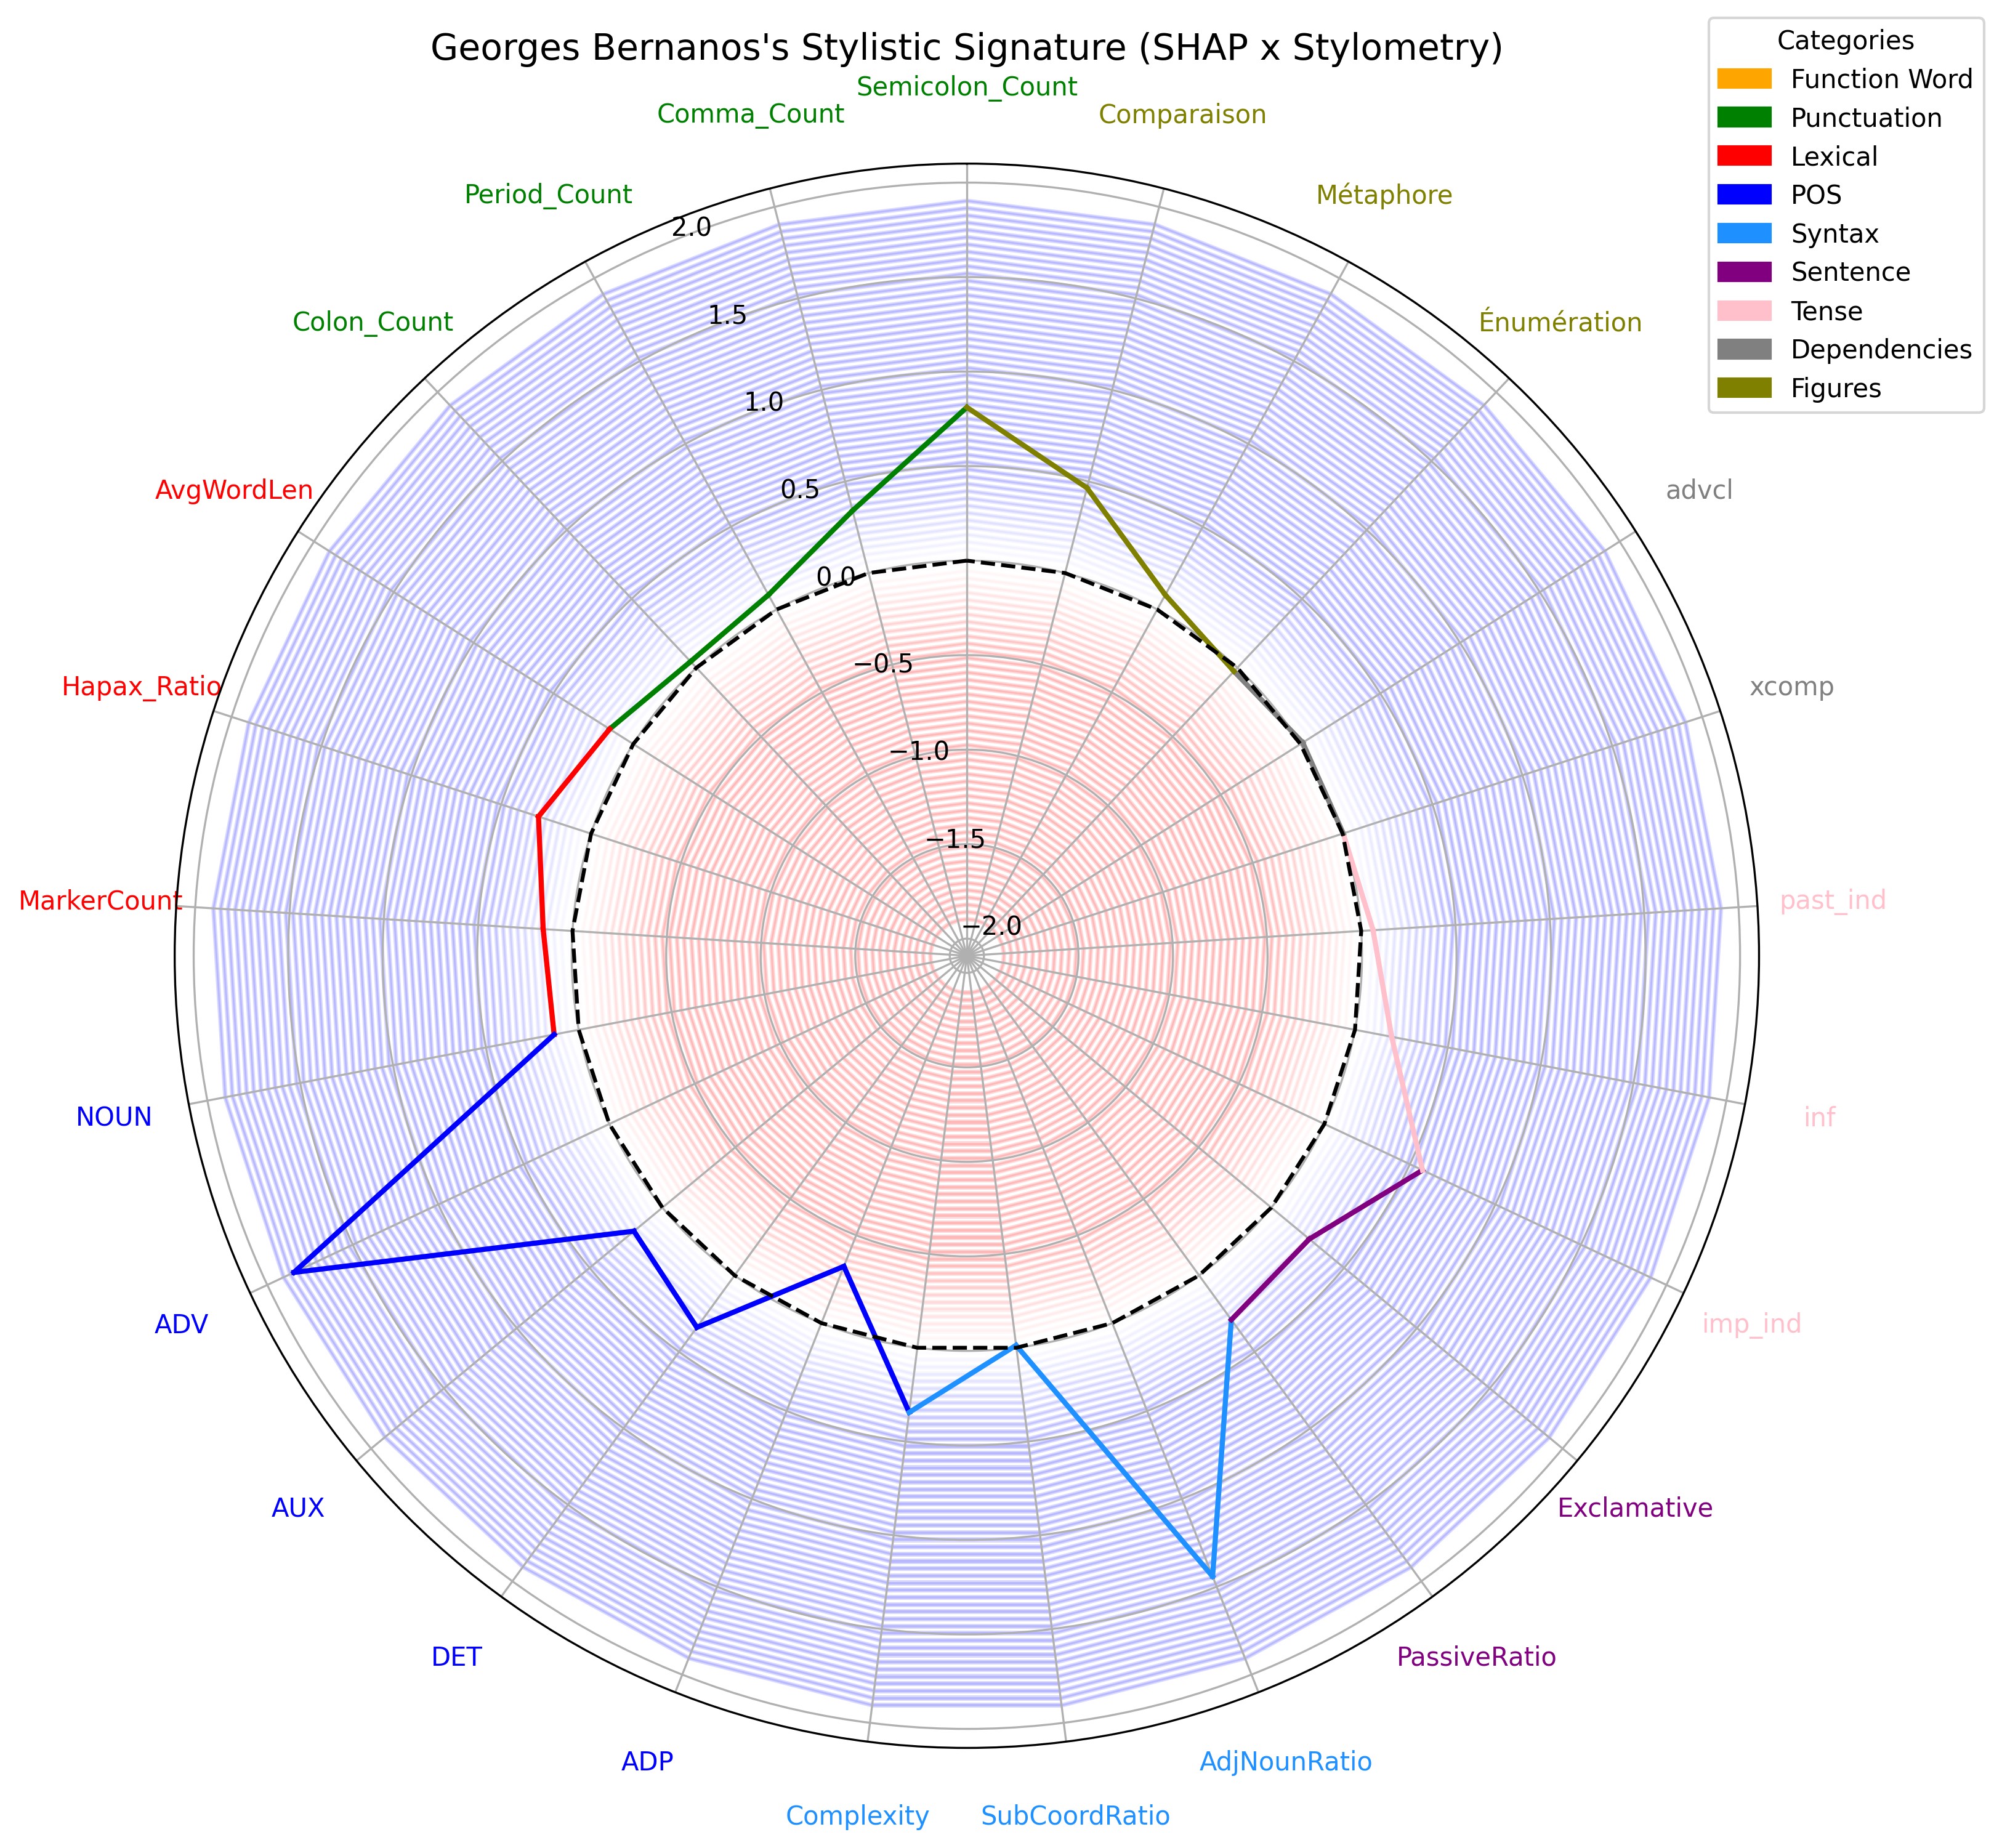 Georges Bernanos's Stylistic Signature (SHAP x Stylometry)
Categories
Function Word
Punctuation
Lexical
POS
Syntax
Sentence
Tense
Dependencies
Figures
Semicolon_Count
Comparaison
Métaphore
Énumération
advcl
xcomp
past_ind
inf
imp_ind
Exclamative
PassiveRatio
AdjNounRatio
SubCoordRatio
Complexity
ADP
DET
AUX
ADV
NOUN
MarkerCount
Hapax_Ratio
AvgWordLen
Colon_Count
Period_Count
Comma_Count
2.0
1.5
1.0
0.5
0.0
−0.5
−1.0
−1.5
−2.0